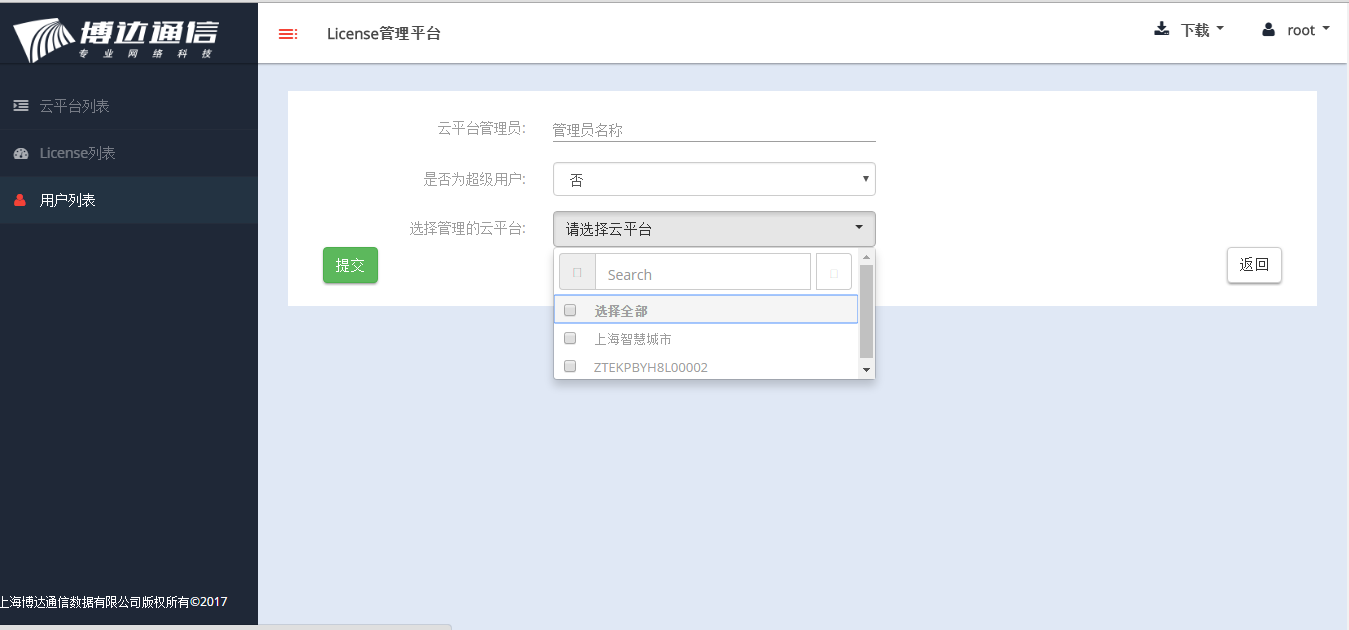 博达通信
专业网络科技
License管理平台
下载
root
云平台列表
License列表
用户列表
云平台管理员:
管理员名称
是否为超级用户:
否
选择管理的云平台:
请选择云平台
提交
返回
Search
选择全部
上海智慧城市
ZTEKPBYH8L00002
上海博达通信数据有限公司版权所有©2017